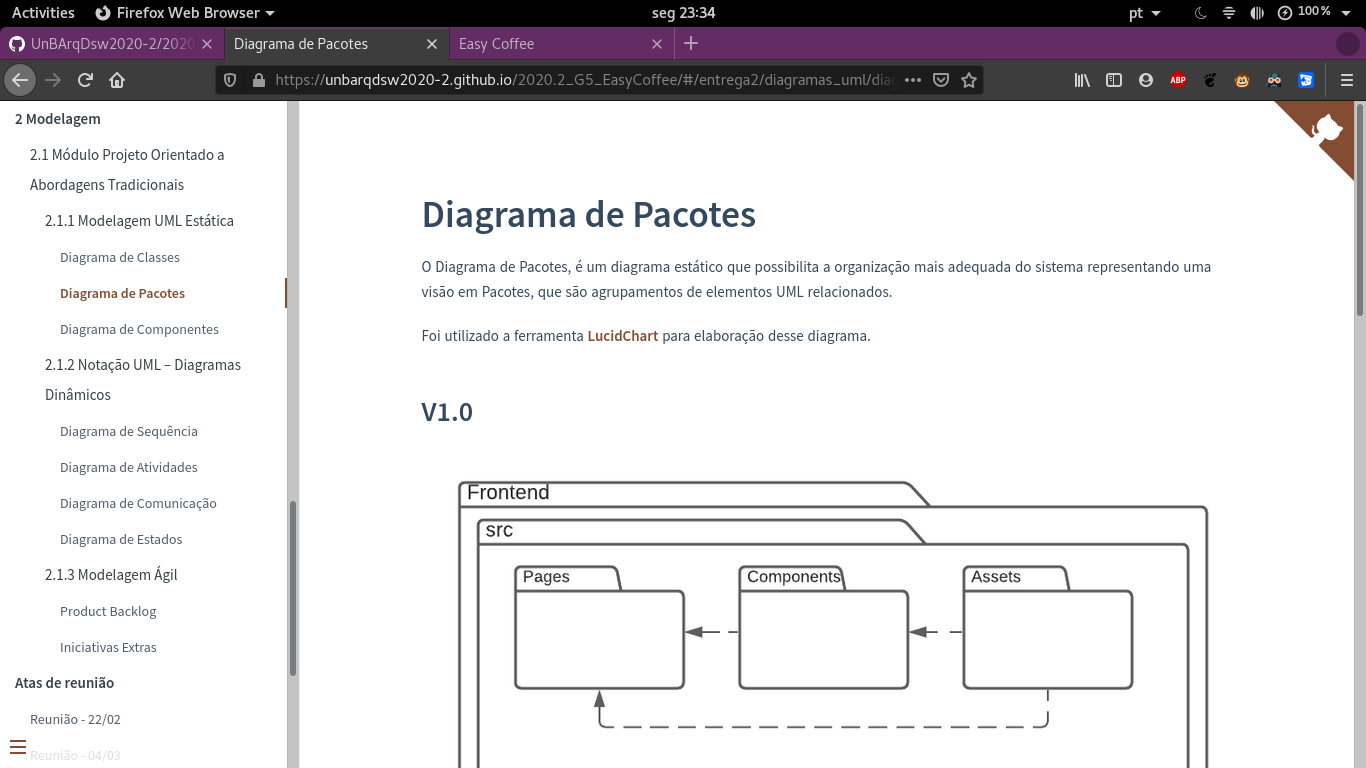 Activities
Firefox Web Browser
seg 23:34
pt
100%
UnBArqDsw2020-2/2020
Diagrama de Pacotes
Easy Coffee
https://unbarqdsw2020-2.github.io/2020.2_G5_EasyCoffee/#/entrega2/diagramas_uml/dia
ABP
2 Modelagem
2.1 Módulo Projeto Orientado a
Abordagens Tradicionais
2.1.1 Modelagem UML Estática
Diagrama de Classes
Diagrama de Pacotes
Diagrama de Componentes
2.1.2 Notação UML – Diagramas
Dinâmicos
Diagrama de Sequência
Diagrama de Atividades
Diagrama de Comunicação
Diagrama de Estados
2.1.3 Modelagem Ágil
Product Backlog
Iniciativas Extras
Atas de reunião
Reunião - 22/02
Reunião - 04/03
Diagrama de Pacotes
O Diagrama de Pacotes, é um diagrama estático que possibilita a organização mais adequada do sistema representando uma
visão em Pacotes, que são agrupamentos de elementos UML relacionados.
Foi utilizado a ferramenta LucidChart para elaboração desse diagrama.
V1.0
Frontend
src
Pages
Components
Assets